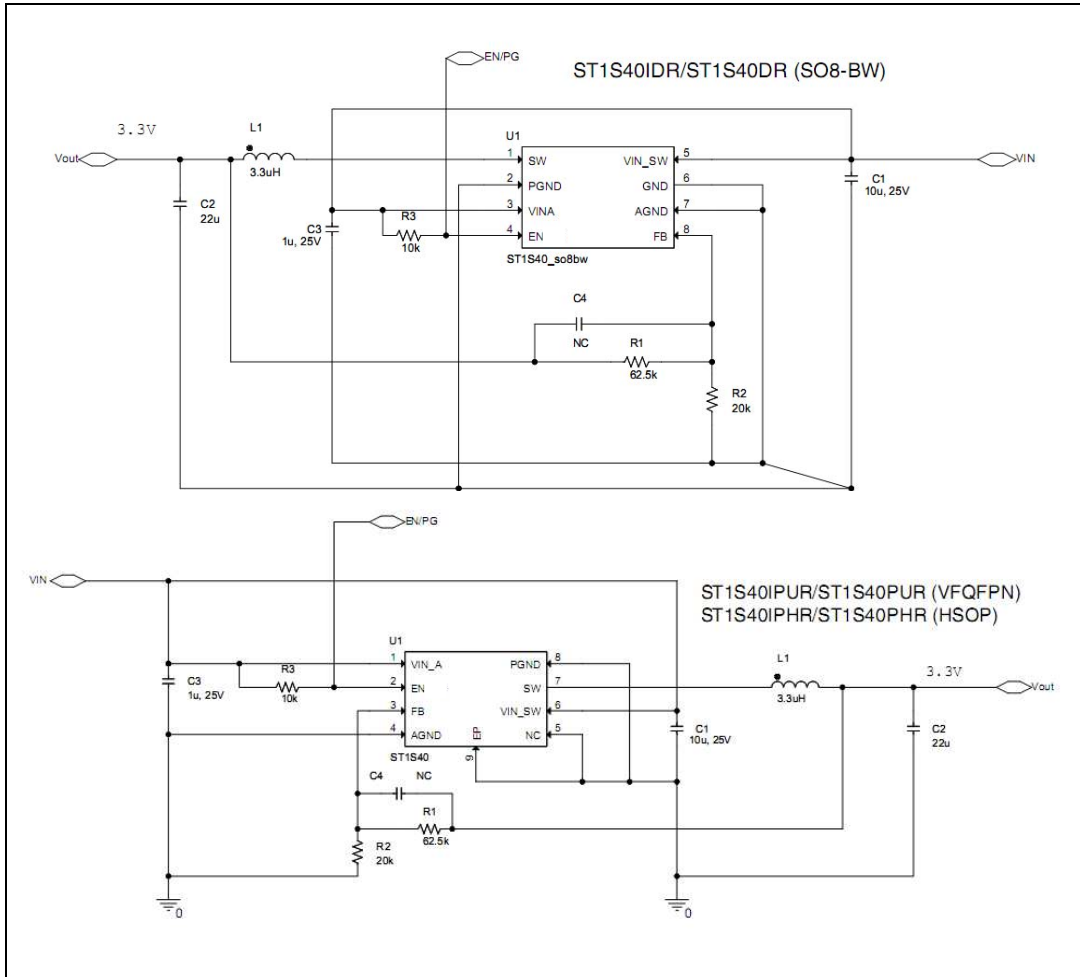 EN/PG
ST1S40IDR/ST1S40DR (SO8-BW)
3.3V
L1
U1
Vout
3.3uH
1
SW
VIN_SW
5
VIN
2
PGND
GND
6
C1
10u, 25V
C2
22u
3
VINA
AGND
7
R3
C3
1u, 25V
10k
4
EN
FB
8
ST1S40_so8bw
C4
NC
R1
62.5k
R2
20k
EN/PG
VIN
ST1S40IPUR/ST1S40PUR (VFQFPN)
ST1S40IPHR/ST1S40PHR (HSOP)
U1
1
VIN_A
PGND
8
L1
3.3V
R3
C3
1u, 25V
10k
2
EN
SW
7
3.3uH
Vout
3
FB
VIN_SW
6
C1
10u, 25V
C2
22u
4
AGND
EP
NC
5
ST1S40
9
C4
NC
R1
62.5k
R2
20k
0
0